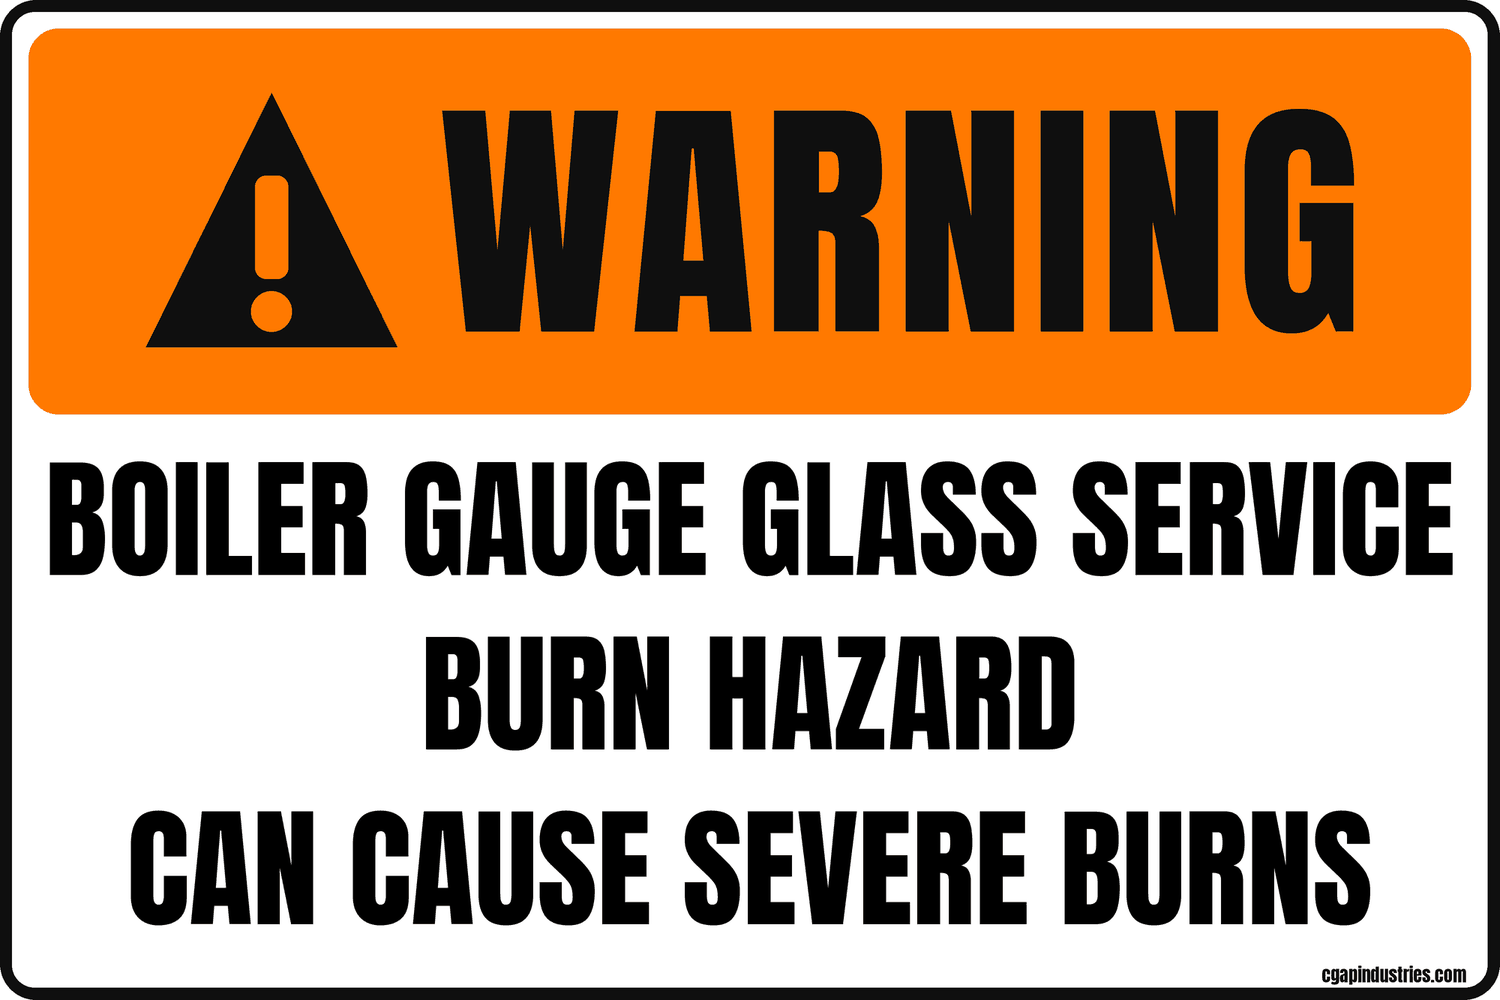 WARNING
BOILER GAUGE GLASS SERVICE
BURN HAZARD
CAN CAUSE SEVERE BURNS
cgapindustries.com